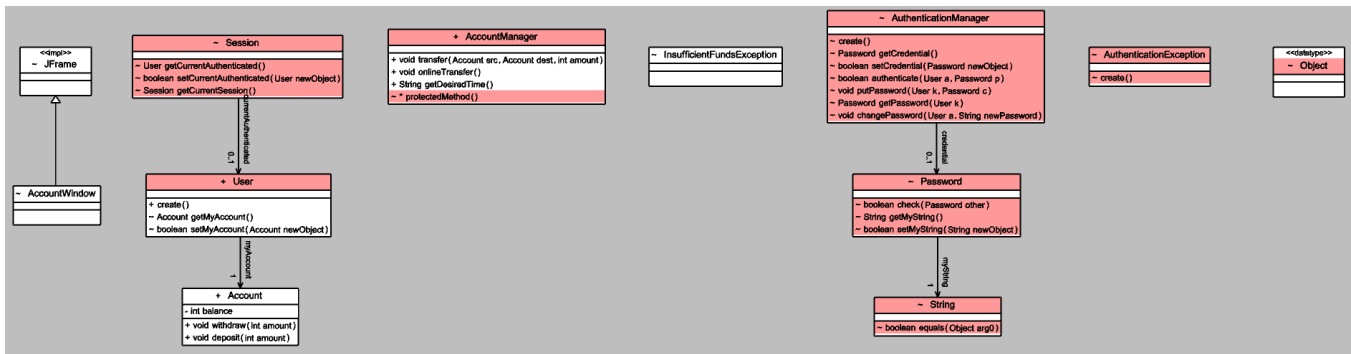 <<impl>>
~ JFrame
~ AccountWindow
~ Session
~ User getCurrentAuthenticated()
~ boolean setCurrentAuthenticated(User newObject)
~ Session getCurrentSession()
currentAuthenticated
0..1
+ User
+ create()
~ Account getMyAccount()
~ boolean setMyAccount(Account newObject)
myAccount
1
+ Account
- int balance
+ void withdraw(int amount)
+ void deposit(int amount)
+ AccountManager
+ void transfer(Account src, Account dest, int amount)
+ void onlineTransfer()
+ String getDesiredTime()
~ * protectedMethod()
~ InsufficientFundsException
~ AuthenticationManager
~ create()
~ Password getCredential()
~ boolean setCredential(Password newObject)
~ boolean authenticate(User a, Password p)
~ void putPassword(User k, Password c)
~ Password getPassword(User k)
~ void changePassword(User a, String newPassword)
credential
0..1
~ Password
~ boolean check(Password other)
~ String getMyString()
~ boolean setMyString(String newObject)
myString
1
~ String
~ boolean equals(Object arg0)
~ AuthenticationException
~ create()
<<datatype>>
~ Object